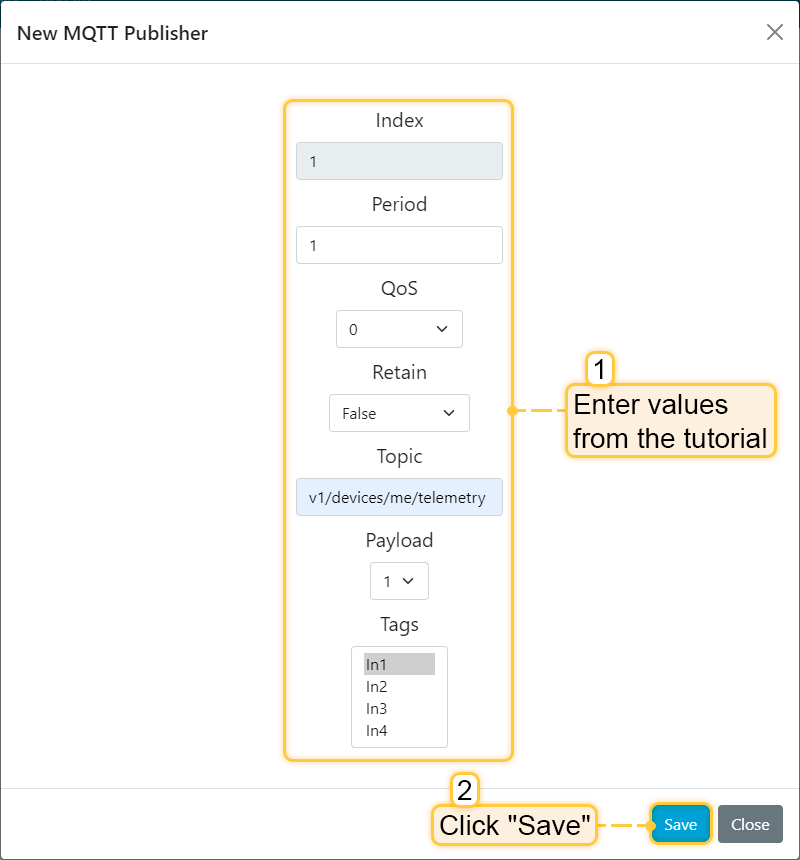 New MQTT Publisher
Index
1
Period
1
QoS
0
Retain
False
1
Enter values
from the tutorial
Topic
v1/devices/me/telemetry
Payload
1
Tags
In1
In2
In3
In4
2
Click "Save"
Save
Close